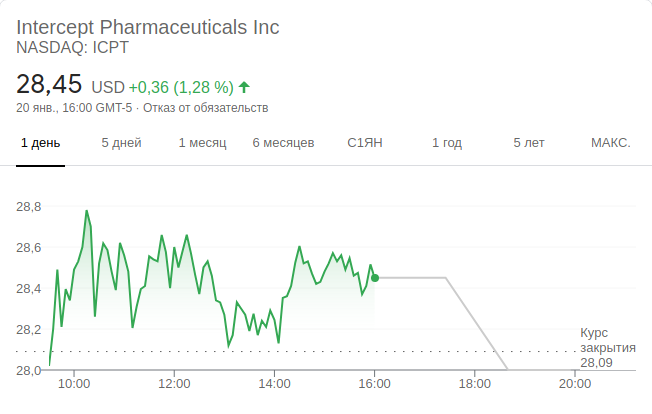 Intercept Pharmaceuticals Inc
NASDAQ: ICPT
28,45 USD +0,36 (1,28 %)
20 янв., 16:00 GMT-5 · Отказ от обязательств
1 день 5 дней 1 месяц 6 месяцев С1ЯН 1 год 5 лет МАКС.
28,8
28,6
28,4
28,2
28,0
Курс
закрытия
28,09
10:00 12:00 14:00 16:00 18:00 20:00